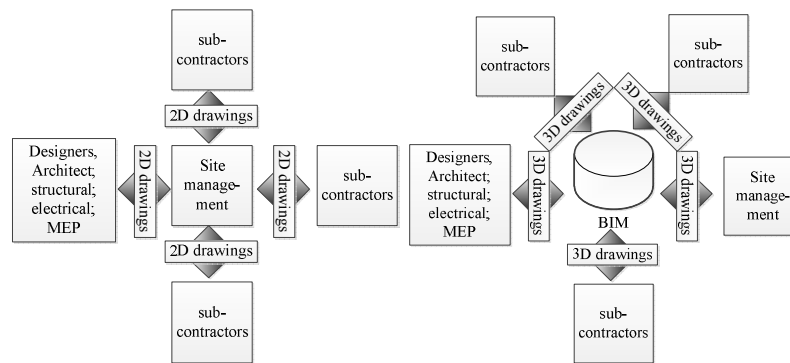 sub-
contractors
2D drawings
Designers,
Architect;
structural;
electrical;
MEP
2D drawings
Site
manage-
ment
2D drawings
sub-
contractors
2D drawings
sub-
contractors
sub-
contractors
sub-
contractors
3D drawings
3D drawings
Designers,
Architect;
structural;
electrical;
MEP
3D drawings
BIM
3D drawings
Site
manage-
ment
3D drawings
sub-
contractors